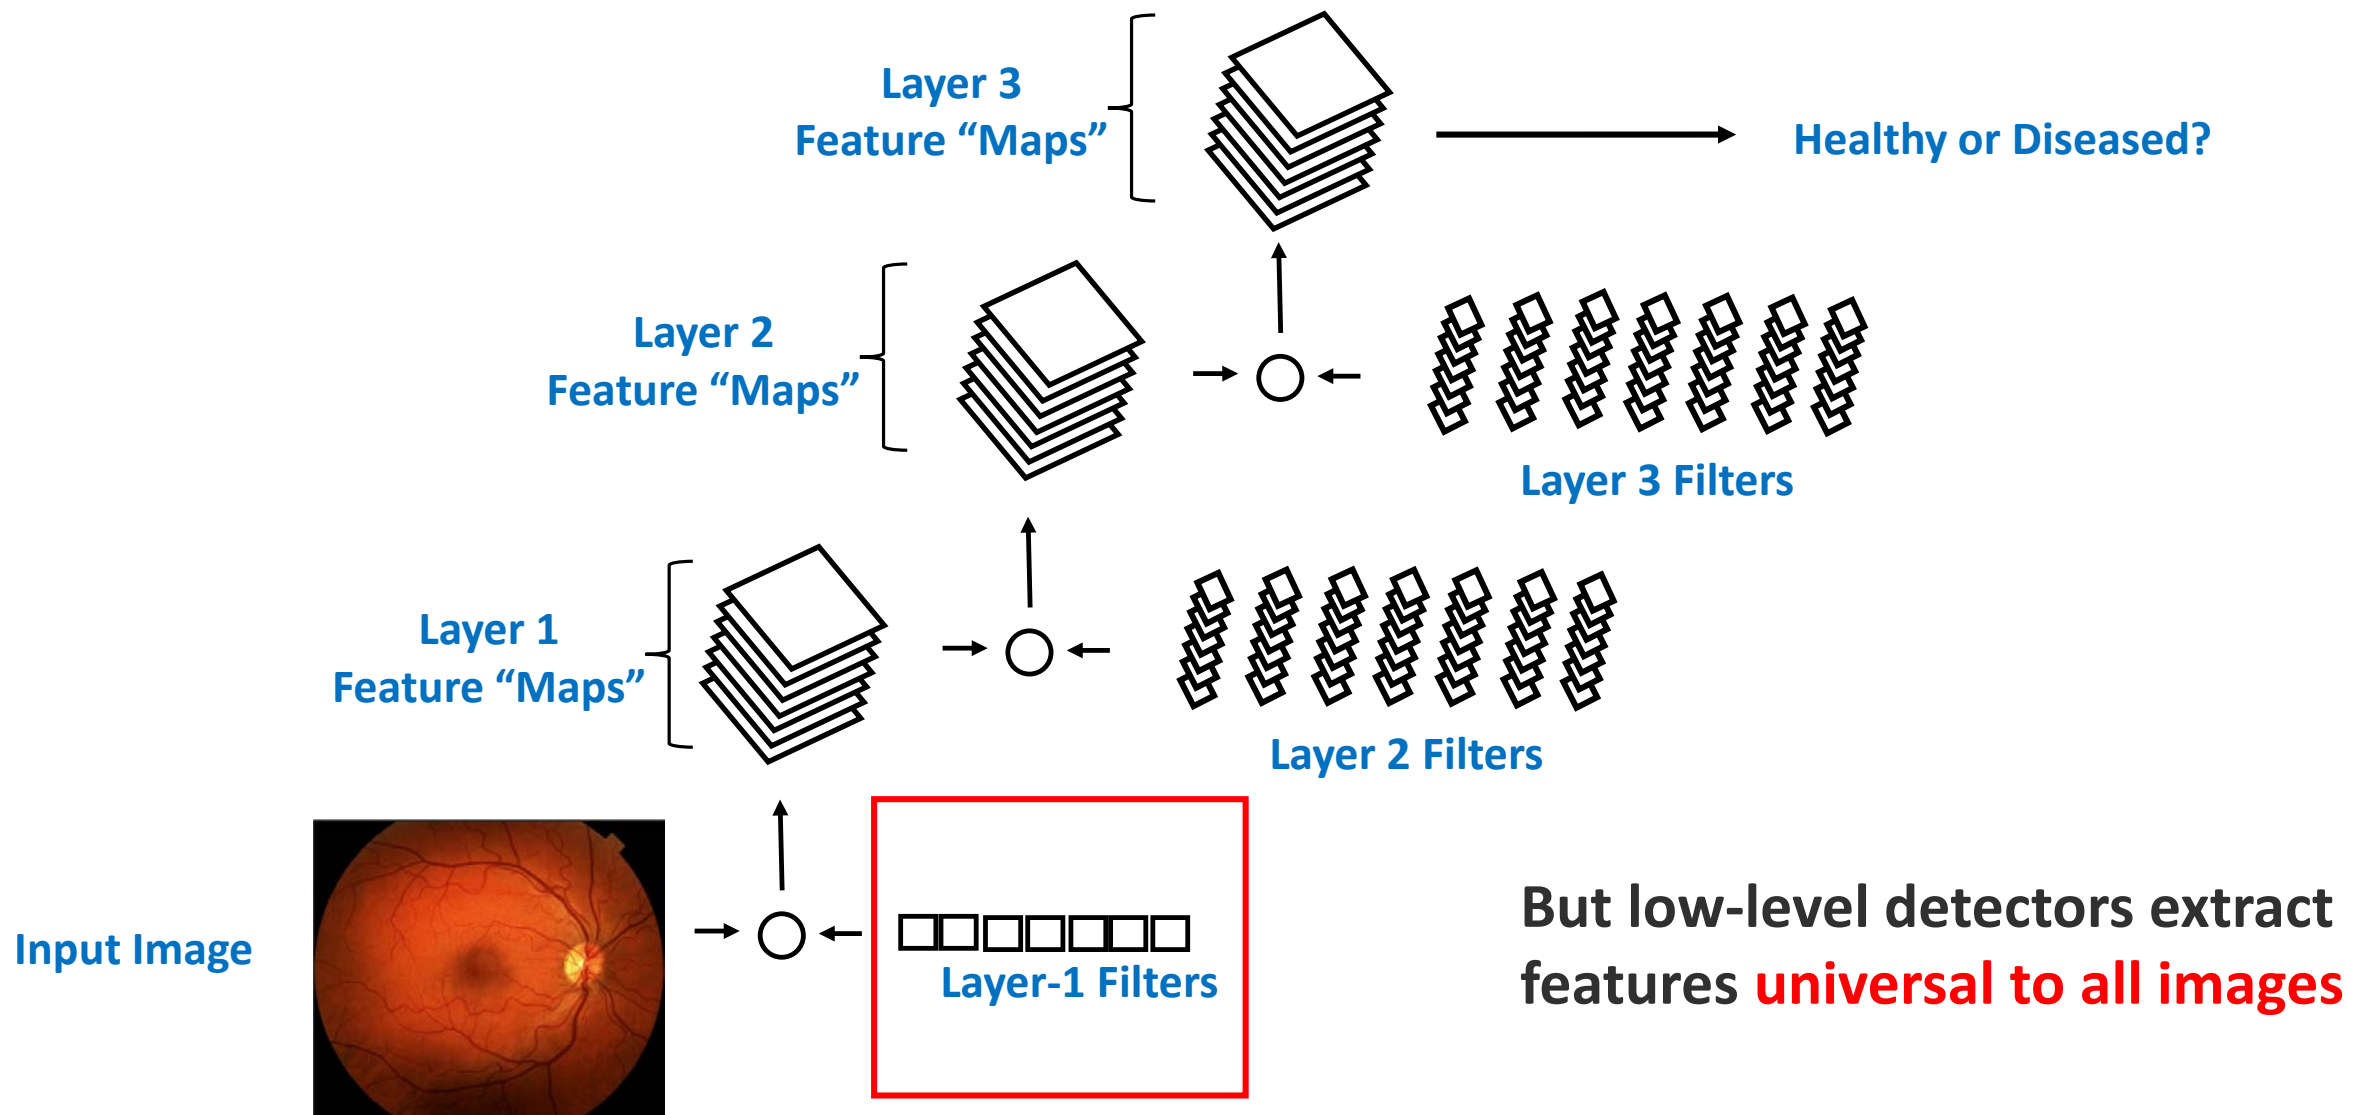 Layer 3
Feature “Maps”
Healthy or Diseased?
Layer 2
Feature “Maps”
Layer 3 Filters
Layer 1
Feature “Maps”
Layer 2 Filters
Input Image
Layer-1 Filters
But low-level detectors extract
features universal to all images